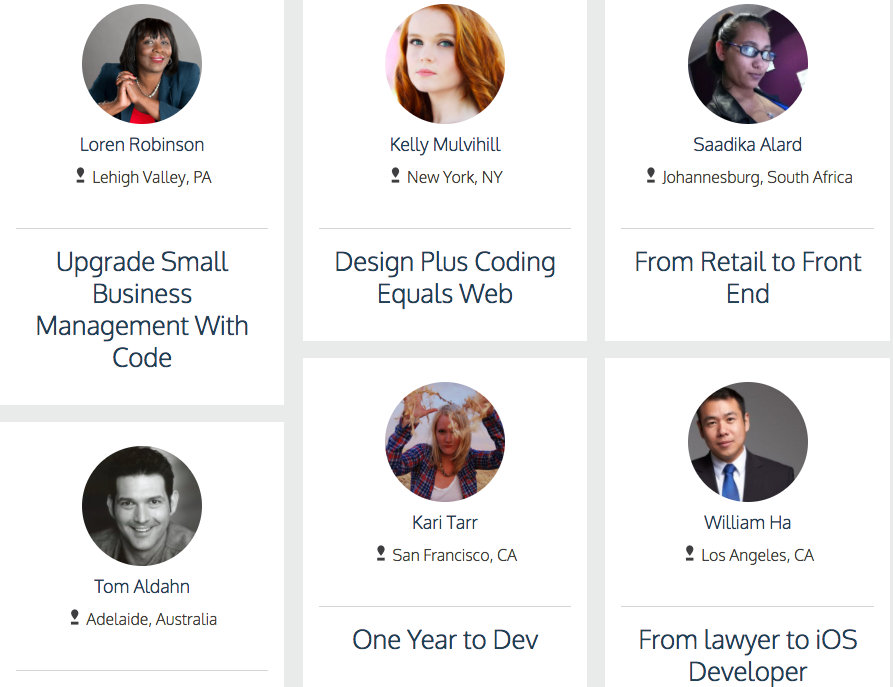 Loren Robinson
Lehigh Valley, PA
Upgrade Small
Business
Management With
Code
Kelly Mulvihill
New York, NY
Design Plus Coding
Equals Web
Saadika Alard
Johannesburg, South Africa
From Retail to Front
End
Tom Aldahn
Adelaide, Australia
Kari Tarr
San Francisco, CA
One Year to Dev
William Ha
Los Angeles, CA
From lawyer to iOS
Developer